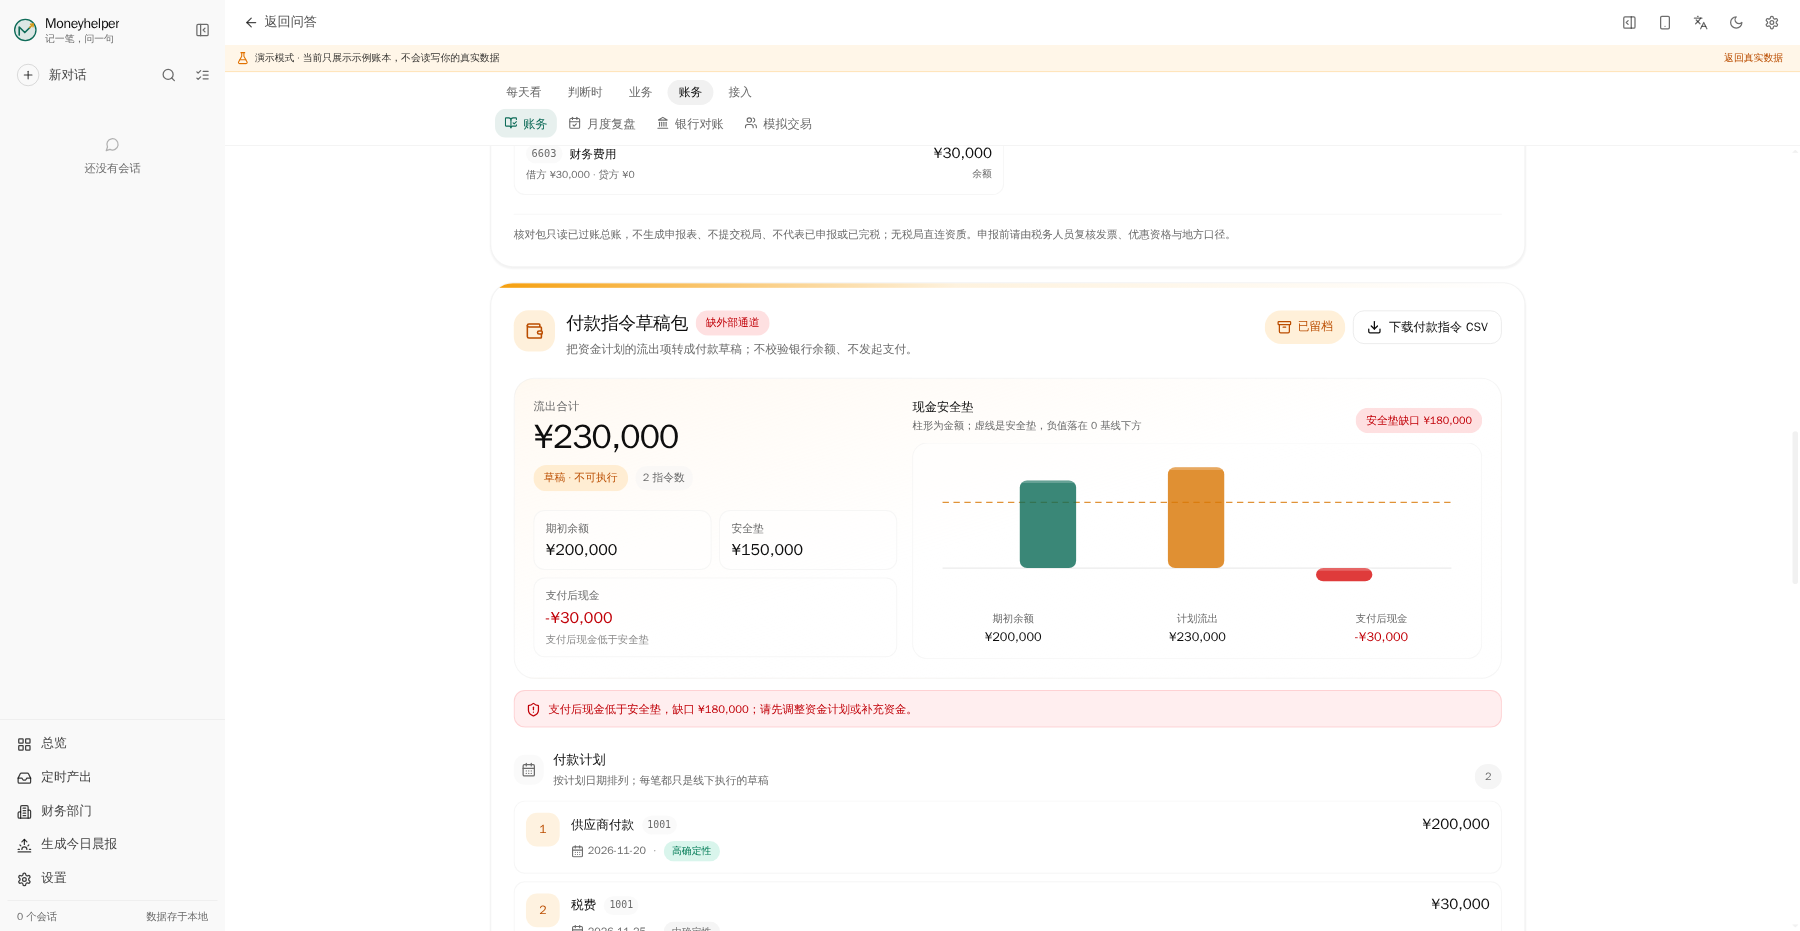 Moneyhelper
记一笔，问一句
新对话
还没有会话
总览
定时产出
财务部门
生成今日晨报
设置
0 个会话
数据存于本地
返回问答
演示模式 · 当前只展示示例账本，不会读写你的真实数据
返回真实数据
每天看
判断时
业务
账务
接入
账务
月度复盘
银行对账
模拟交易
6603 财务费用
¥30,000
借方 ¥30,000 · 贷方 ¥0
余额
核对包只读已过账总账，不生成申报表、不提交税局、不代表已申报或已完税；无税局直连资质。申报前请由税务人员复核发票、优惠资格与地方口径。
付款指令草稿包
缺外部通道
把资金计划的流出项转成付款草稿；不校验银行余额、不发起支付。
已留档
下载付款指令 CSV
流出合计
¥230,000
草稿 · 不可执行
2 指令数
期初余额
¥200,000
安全垫
¥150,000
支付后现金
-¥30,000
支付后现金低于安全垫
现金安全垫
柱形为金额；虚线是安全垫，负值落在 0 基线下方
安全垫缺口 ¥180,000
期初余额
¥200,000
计划流出
¥230,000
支付后现金
-¥30,000
支付后现金低于安全垫，缺口 ¥180,000；请先调整资金计划或补充资金。
付款计划
按计划日期排列；每笔都只是线下执行的草稿
2
1
供应商付款 1001
¥200,000
2026-11-20 · 高确定性
2
税费 1001
¥30,000
2026-11-25 中确定性